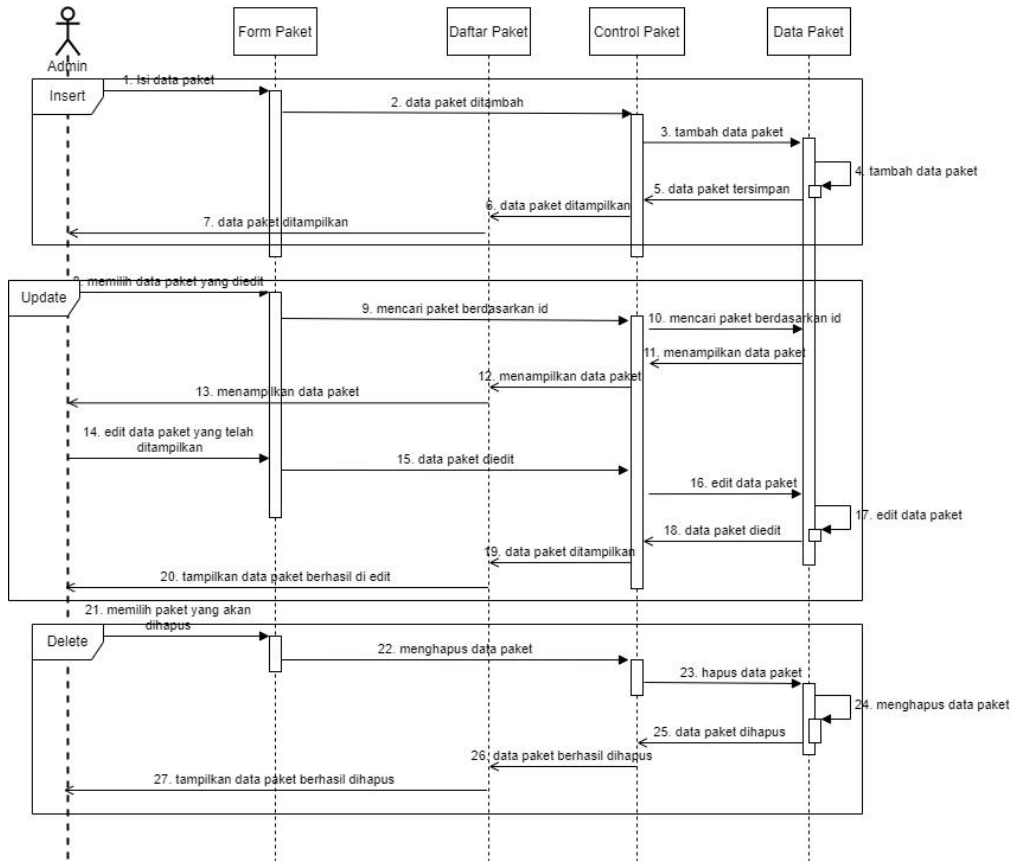 Form Paket
Daftar Paket
Control Paket
Data Paket
Admin
Insert
1. Isi data paket
2. data paket ditambah
3. tambah data paket
4. tambah data paket
5. data paket tersimpan
6. data paket ditampilkan
7. data paket ditampilkan
Update
8. memilih data paket yang diedit
9. mencari paket berdasarkan id
10. mencari paket berdasarkan id
11. menampilkan data paket
12. menampilkan data paket
13. menampilkan data paket
14. edit data paket yang telah
ditampilkan
15. data paket diedit
16. edit data paket
17. edit data paket
18. data paket diedit
19. data paket ditampilkan
20. tampilkan data paket berhasil di edit
21. memilih paket yang akan
dihapus
Delete
22. menghapus data paket
23. hapus data paket
24. menghapus data paket
25. data paket dihapus
26. data paket berhasil dihapus
27. tampilkan data paket berhasil dihapus